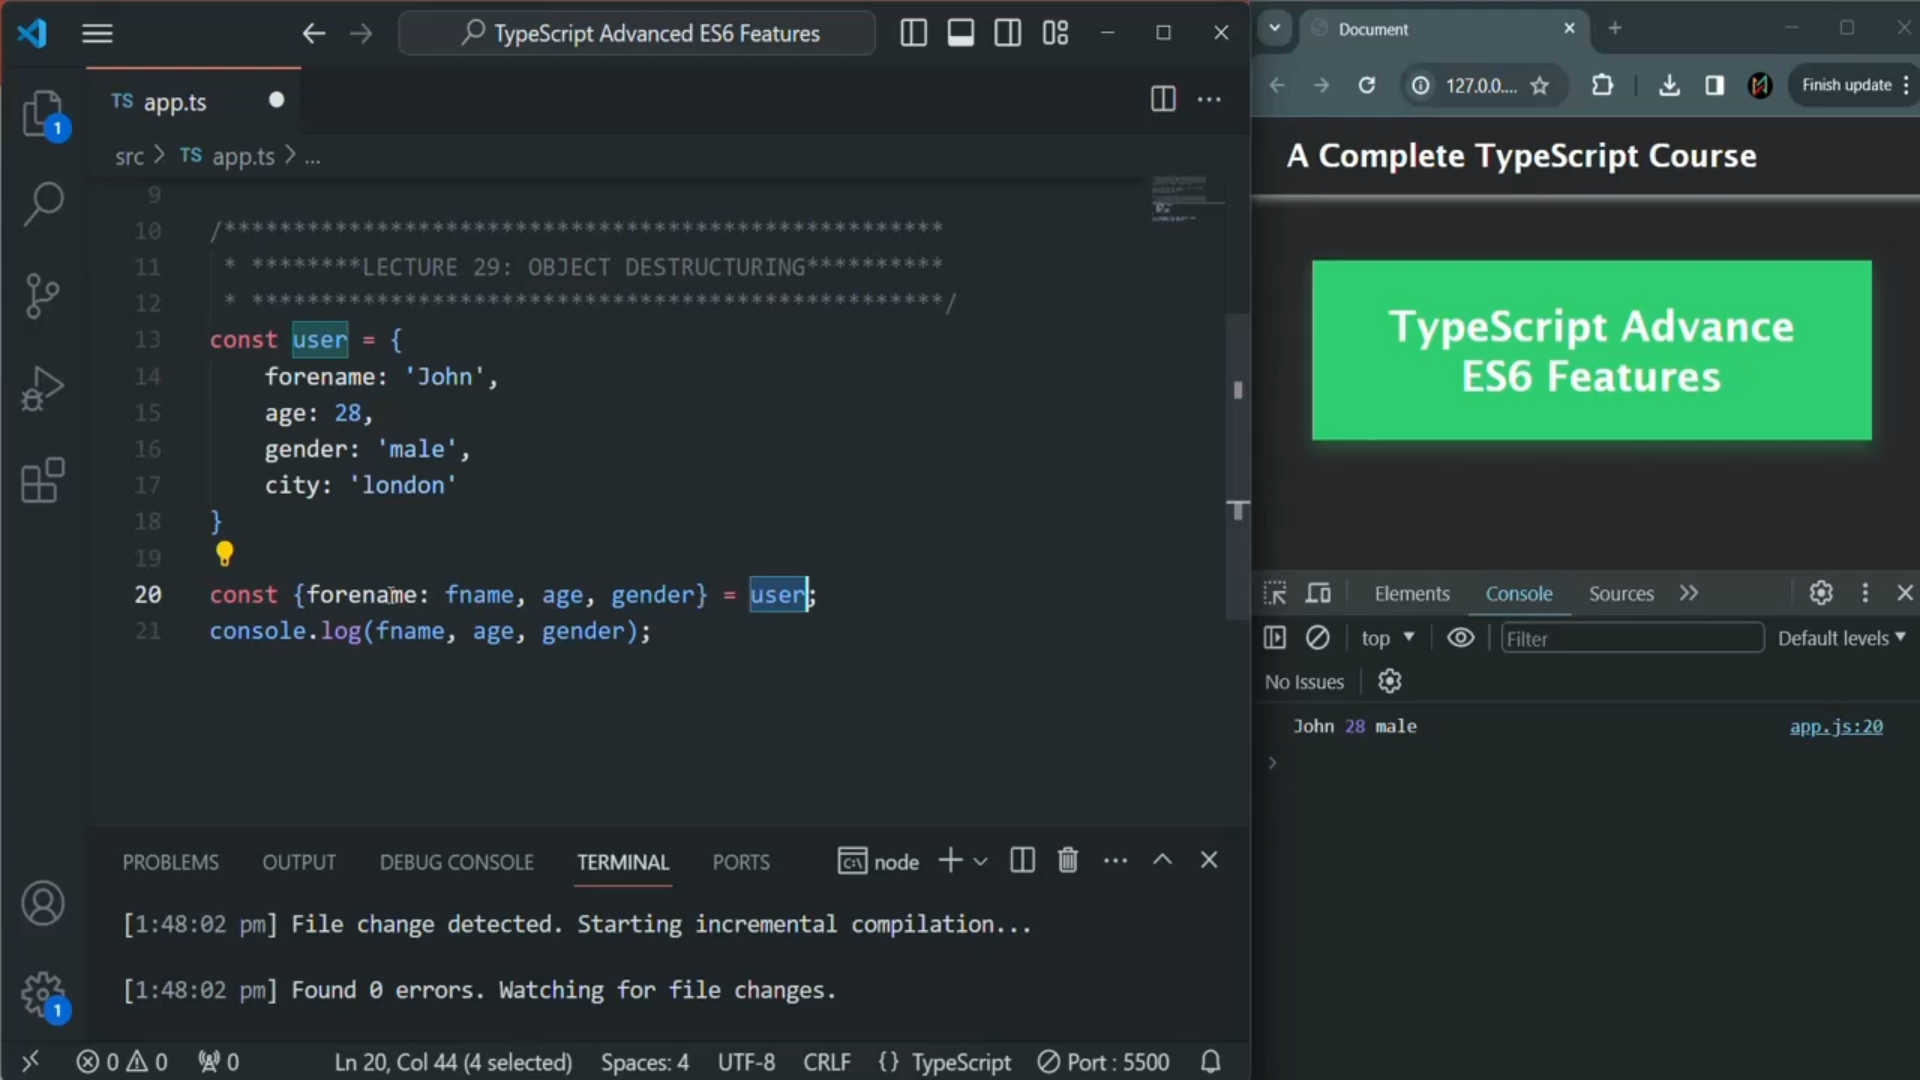 TypeScript Advanced ES6 Features
TS app.ts
src > TS app.ts > ...
9
10 /****************************************************
11 * ********LECTURE 29: OBJECT DESTRUCTURING**********
12 * **************************************************/
13 const user = {
14 forename: 'John',
15 age: 28,
16 gender: 'male',
17 city: 'london'
18 }
19
20 const {forename: fname, age, gender} = user;
21 console.log(fname, age, gender);
PROBLEMS OUTPUT DEBUG CONSOLE TERMINAL PORTS node
[1:48:02 pm] File change detected. Starting incremental compilation...
[1:48:02 pm] Found 0 errors. Watching for file changes.
1
1
0 0 0 Ln 20, Col 44 (4 selected) Spaces: 4 UTF-8 CRLF {} TypeScript Port : 5500
Document
127.0.0.... Finish update
A Complete TypeScript Course
TypeScript Advance
ES6 Features
Elements Console Sources
top Filter Default levels
No Issues
John 28 male app.js:20